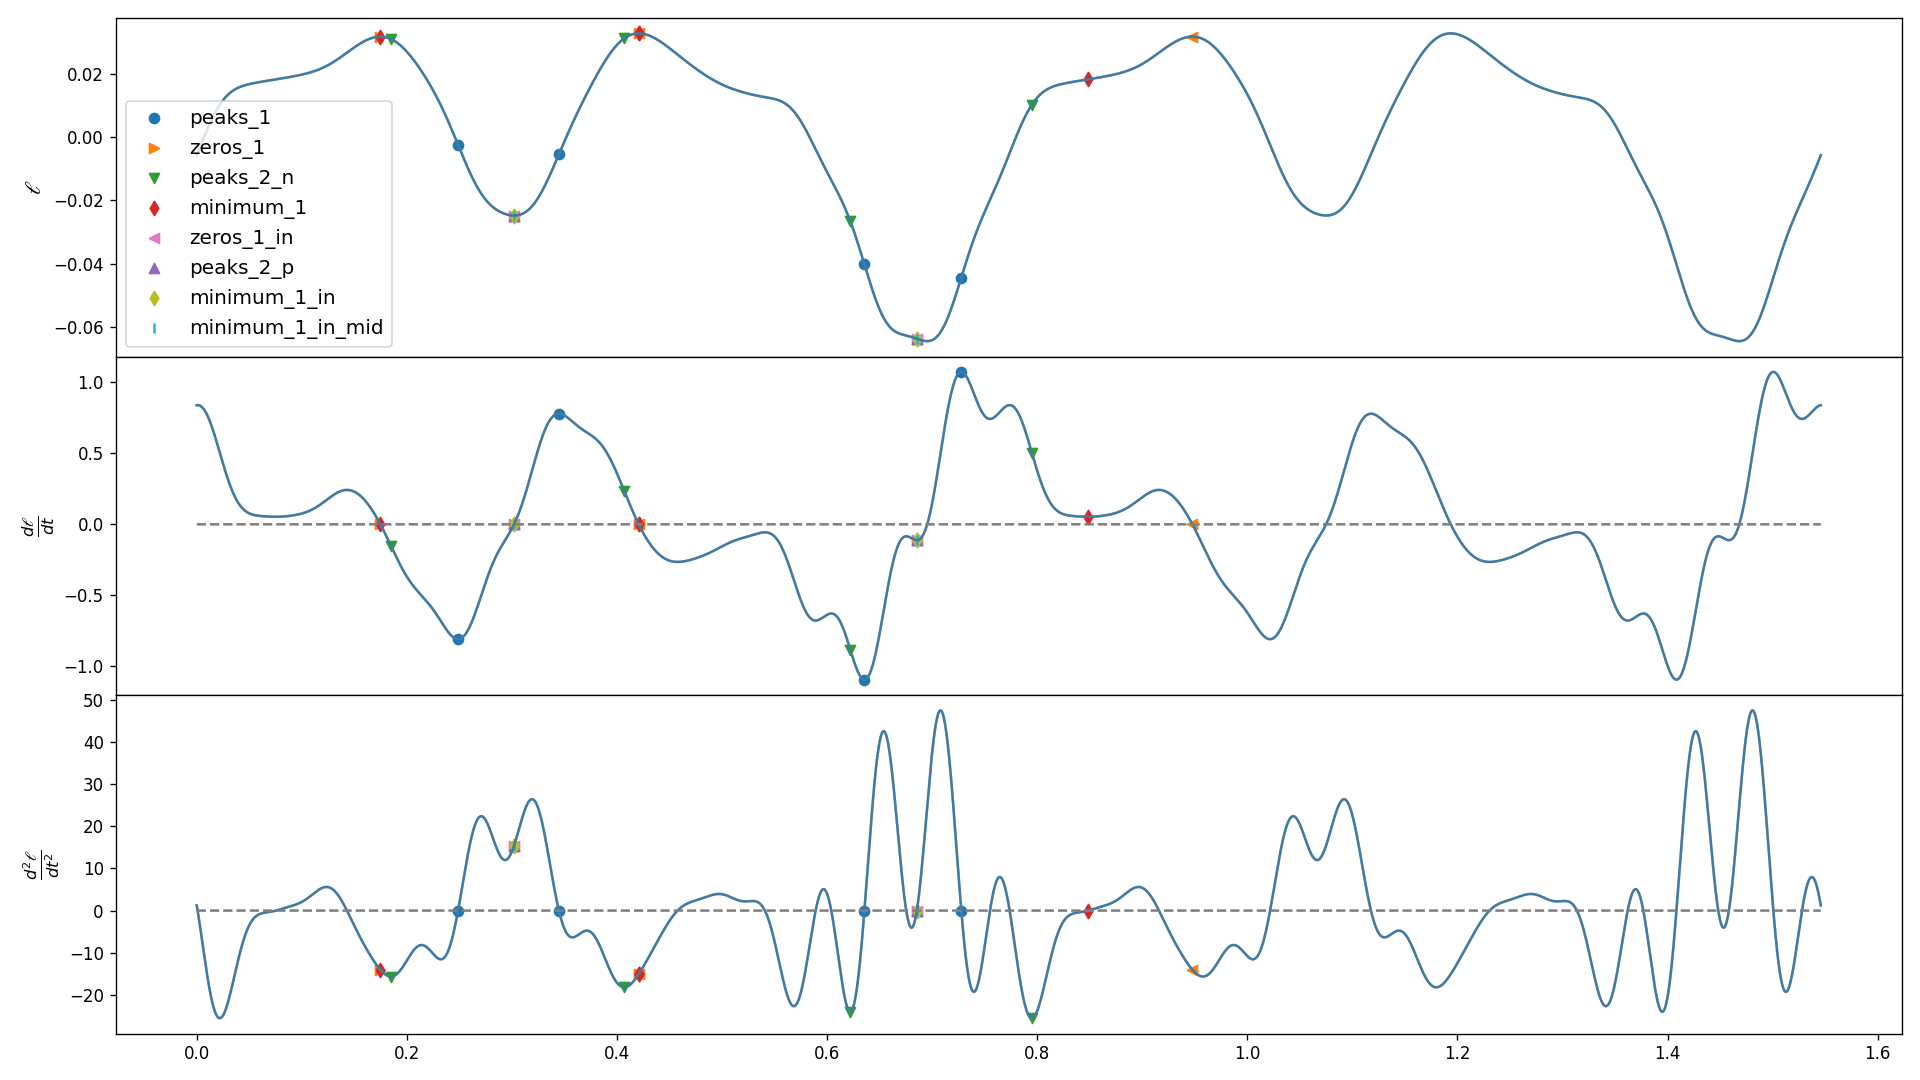 0.02
0.00
−0.02
−0.04
−0.06
ℓ
peaks_1
zeros_1
peaks_2_n
minimum_1
zeros_1_in
peaks_2_p
minimum_1_in
minimum_1_in_mid
1.0
0.5
0.0
−0.5
−1.0
dℓ
dt
50
40
30
20
10
0
−10
−20
d²ℓ
dt²
0.0 0.2 0.4 0.6 0.8 1.0 1.2 1.4 1.6